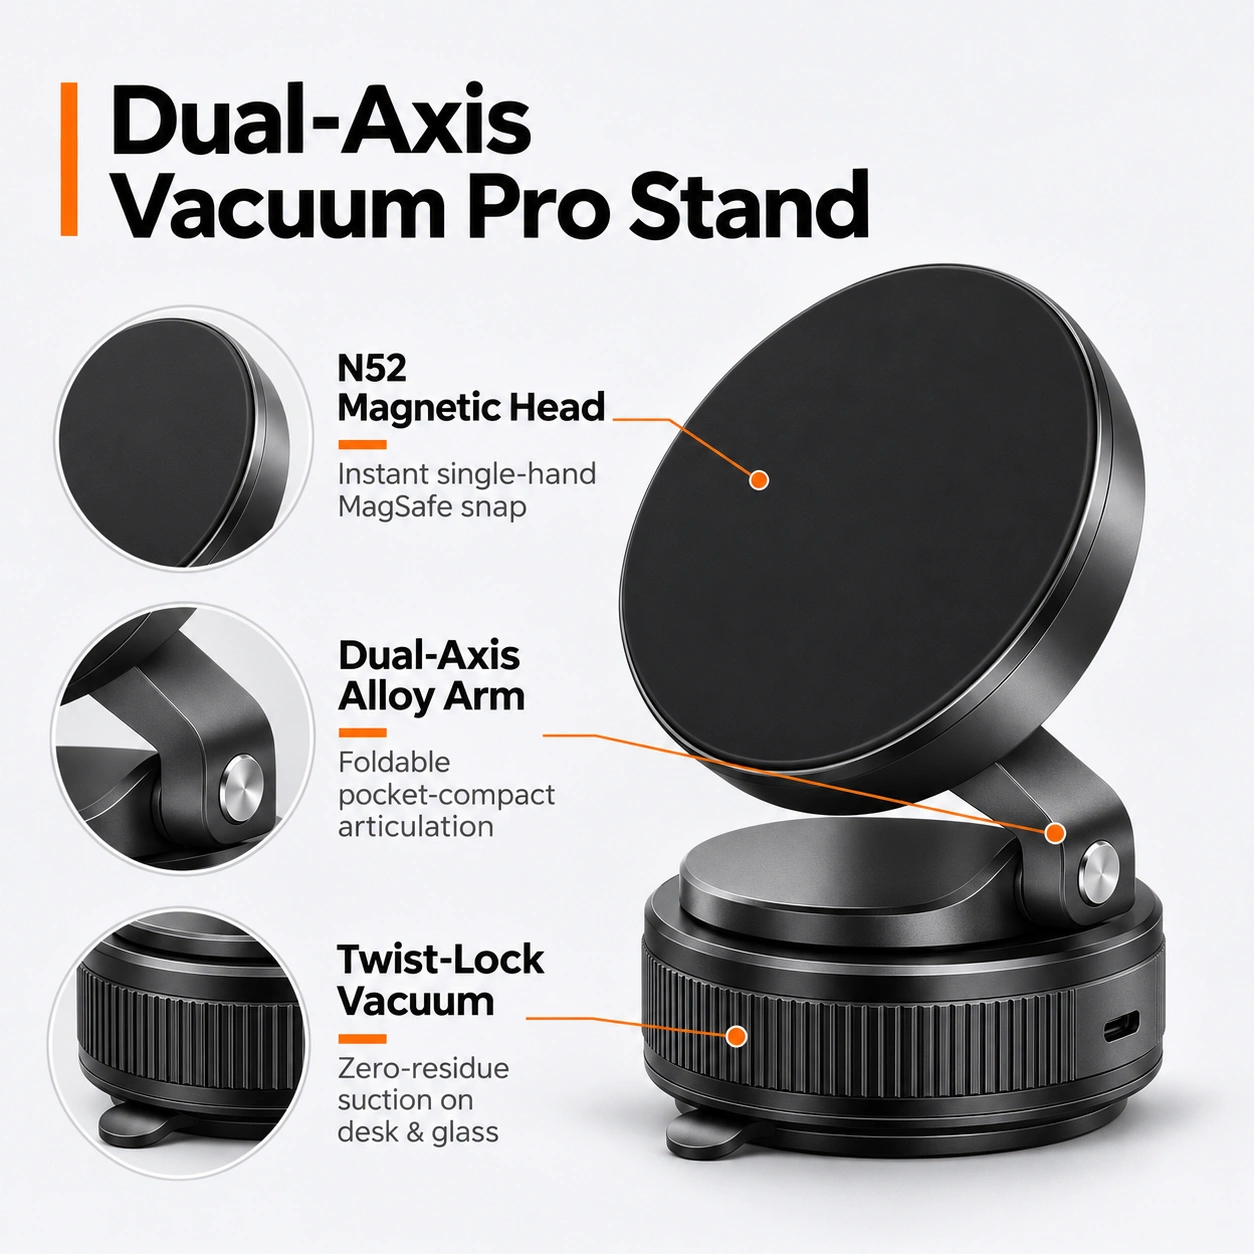 Dual-Axis
Vacuum Pro Stand
N52
Magnetic Head
Instant single-hand
MagSafe snap
Dual-Axis
Alloy Arm
Foldable
pocket-compact
articulation
Twist-Lock
Vacuum
Zero-residue
suction on
desk & glass